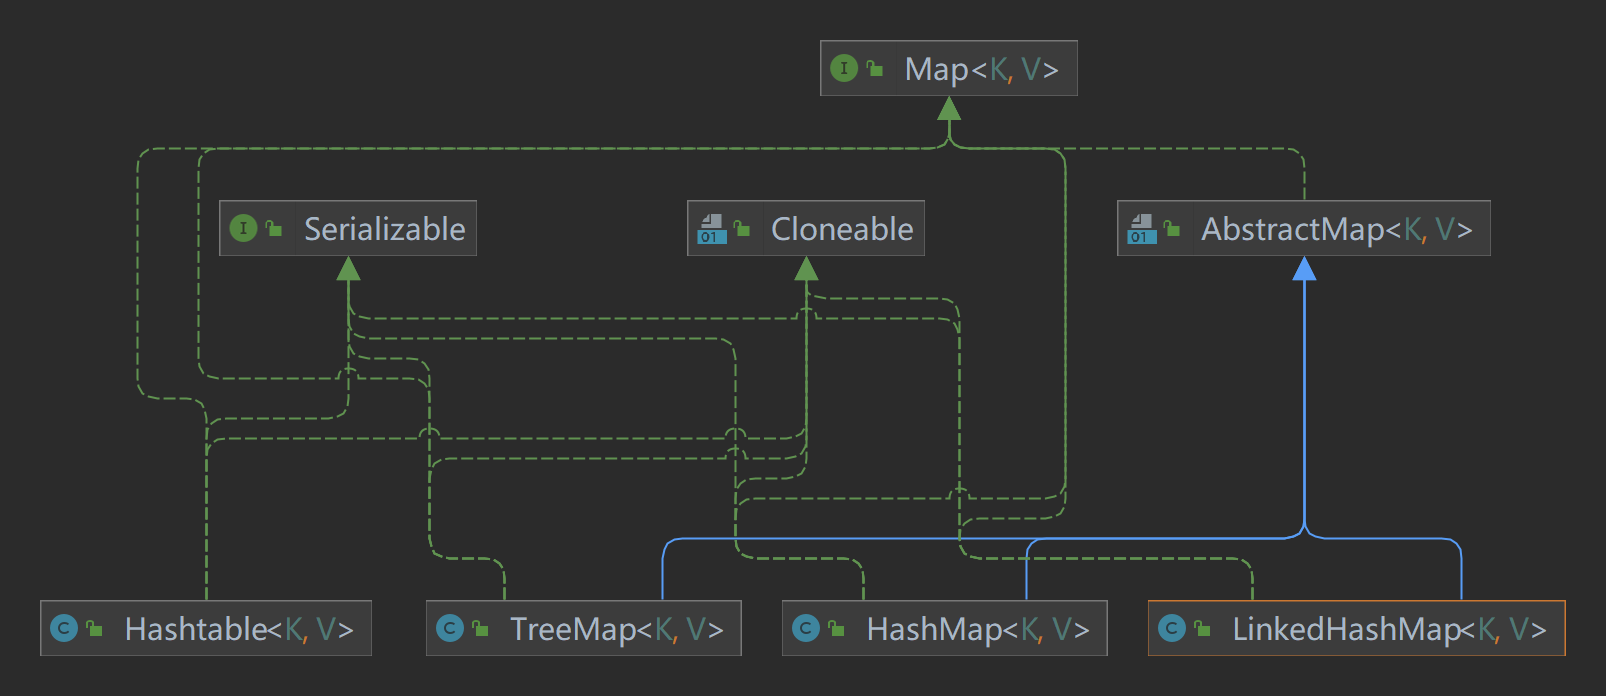 I Map<K, V>
I Serializable
01 Cloneable
01 AbstractMap<K, V>
C Hashtable<K, V>
C TreeMap<K, V>
C HashMap<K, V>
C LinkedHashMap<K, V>